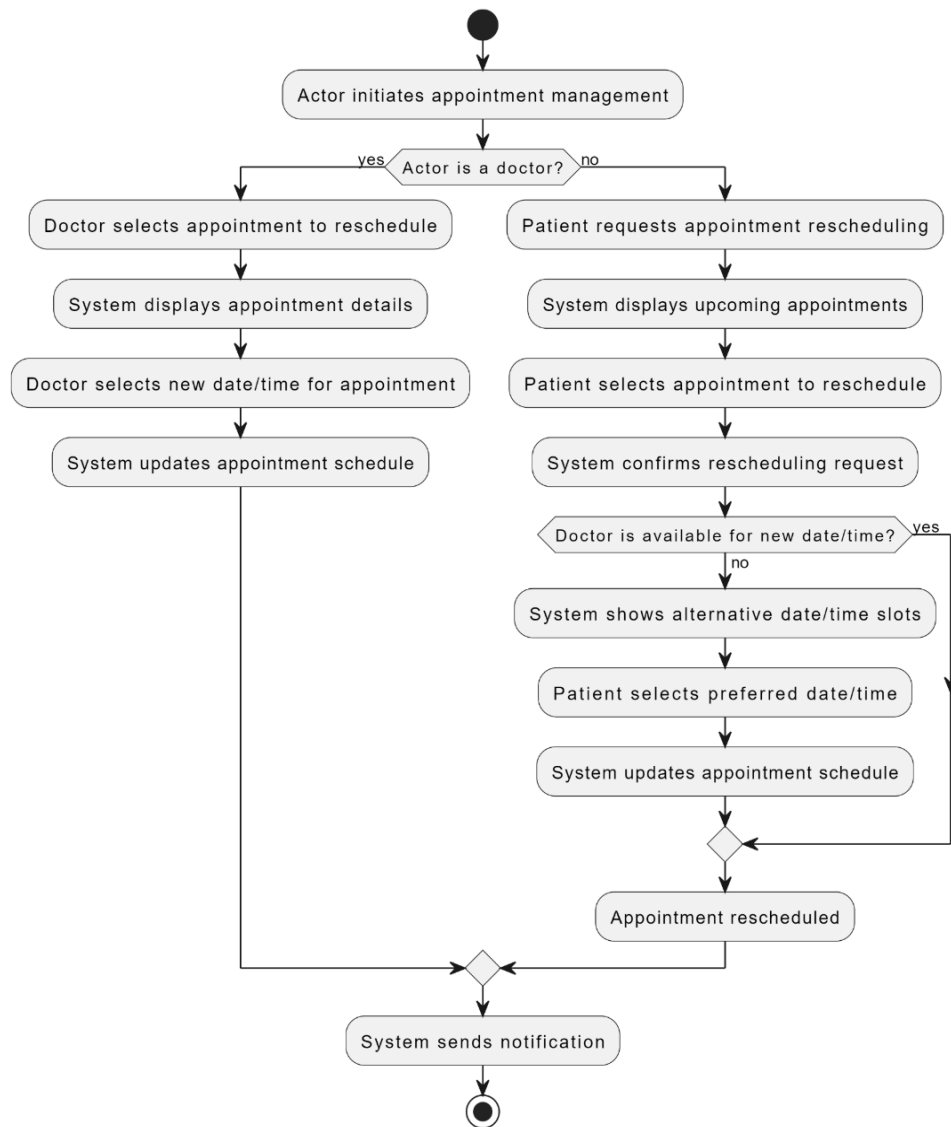 Actor initiates appointment management
yes
Actor is a doctor?
no
Doctor selects appointment to reschedule
System displays appointment details
Doctor selects new date/time for appointment
System updates appointment schedule
Patient requests appointment rescheduling
System displays upcoming appointments
Patient selects appointment to reschedule
System confirms rescheduling request
Doctor is available for new date/time?
yes
no
System shows alternative date/time slots
Patient selects preferred date/time
System updates appointment schedule
Appointment rescheduled
System sends notification